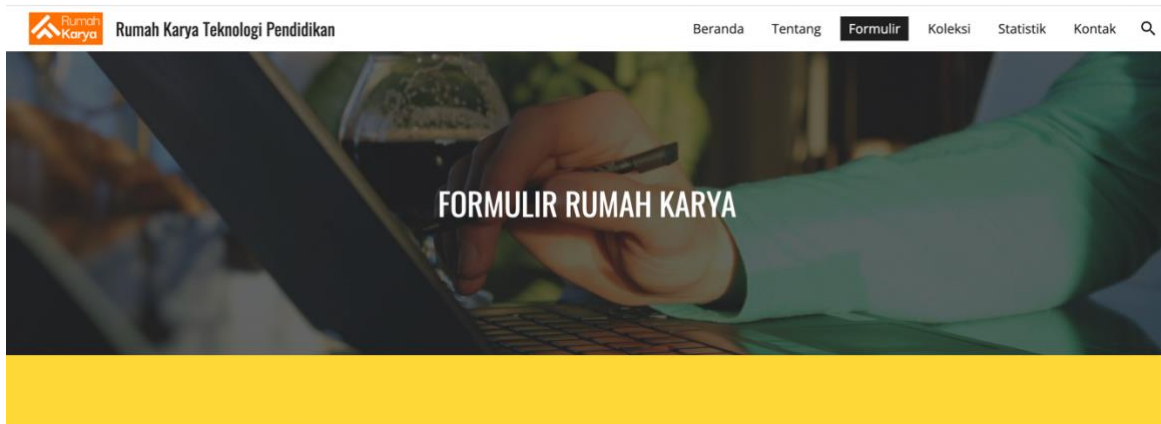 Rumah
Karya
Rumah Karya Teknologi Pendidikan
Beranda
Tentang
Formulir
Koleksi
Statistik
Kontak
FORMULIR RUMAH KARYA